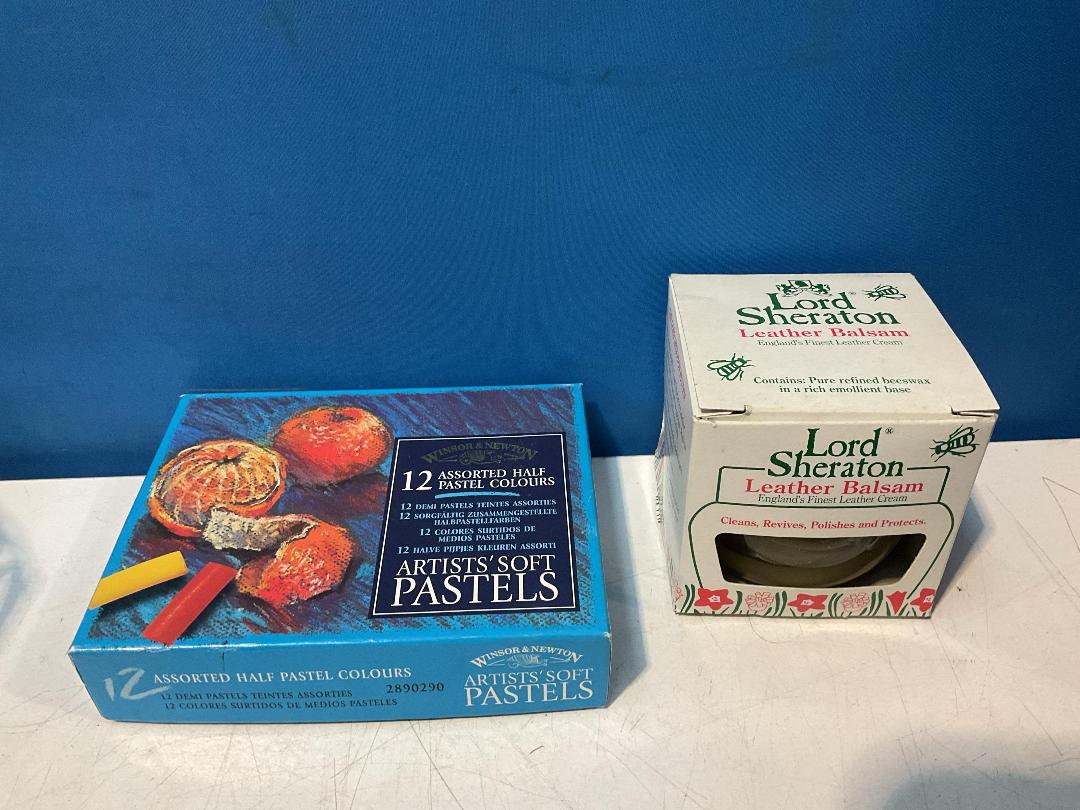 WINSOR & NEWTON
12 ASSORTED HALF
PASTEL COLOURS
12 DEMI PASTELS TEINTES ASSORTIES
12 SORGFÄLTIG ZUSAMMENGESTELLTE
HALBPASTELLFARBEN
12 COLORES SURTIDOS DE
MEDIOS PASTELES
12 HALVE PIJPJES KLEUREN ASSORTI
ARTISTS' SOFT
PASTELS
12 ASSORTED HALF PASTEL COLOURS
12 DEMI PASTELS TEINTES ASSORTIES
12 COLORES SURTIDOS DE MEDIOS PASTELES
2890290
WINSOR & NEWTON
ARTISTS' SOFT
PASTELS
Lord
Sheraton
Leather Balsam
England's Finest Leather Cream
Contains: Pure refined beeswax
in a rich emollient base
Lord®
Sheraton
Leather Balsam
England's Finest Leather Cream
Cleans, Revives, Polishes and Protects.